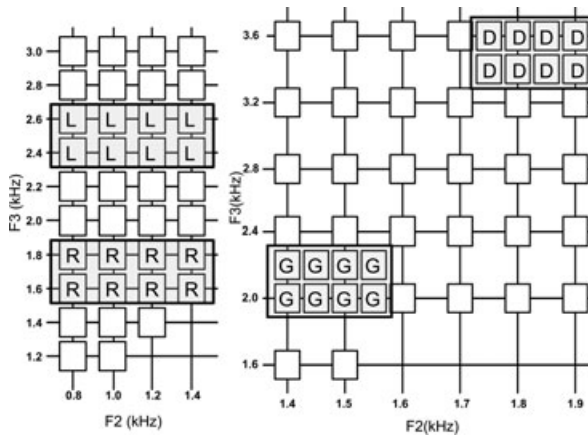 3.0
2.8
2.6 L L L L
2.4 L L L L
2.2
2.0
1.8 R R R R
1.6 R R R R
1.4
1.2
0.8 1.0 1.2 1.4
F3 (kHz)
F2 (kHz)
3.6 D D D D
D D D D
3.2
2.8
2.4
G G G G
2.0 G G G G
1.6
1.4 1.5 1.6 1.7 1.8 1.9
F3(kHz)
F2(kHz)